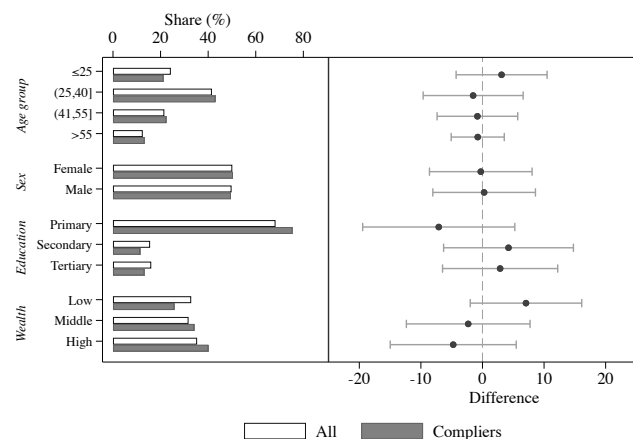 Share (%)
0 20 40 60 80
Age group
≤25
(25,40]
(41,55]
>55
Sex
Female
Male
Education
Primary
Secondary
Tertiary
Wealth
Low
Middle
High
-20 -10 0 10 20
Difference
All Compliers